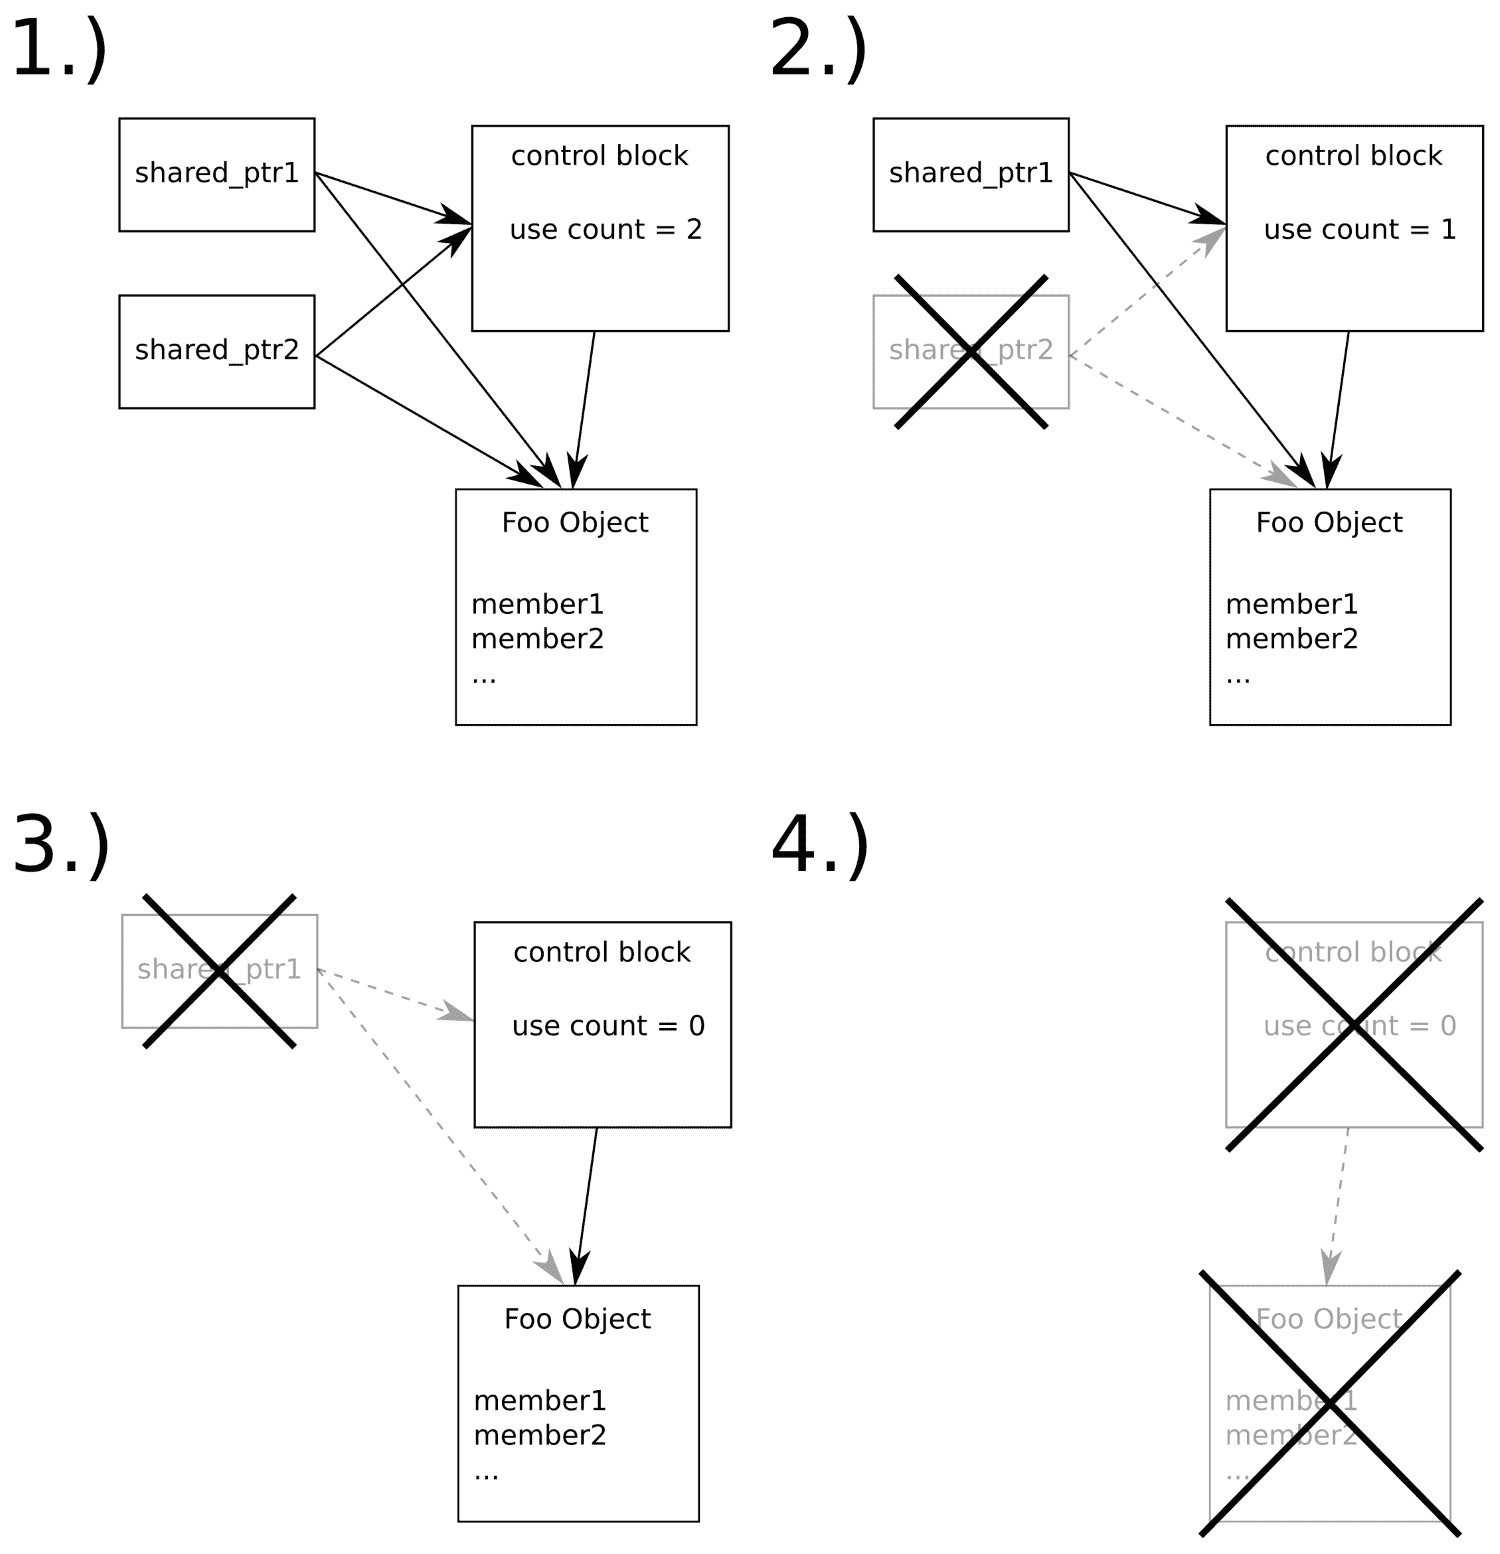 1.)
shared_ptr1
control block
use count = 2
shared_ptr2
Foo Object
member1
member2
...
2.)
shared_ptr1
control block
use count = 1
shared_ptr2
Foo Object
member1
member2
...
3.)
shared_ptr1
control block
use count = 0
Foo Object
member1
member2
...
4.)
control block
use count = 0
Foo Object
member1
member2
...